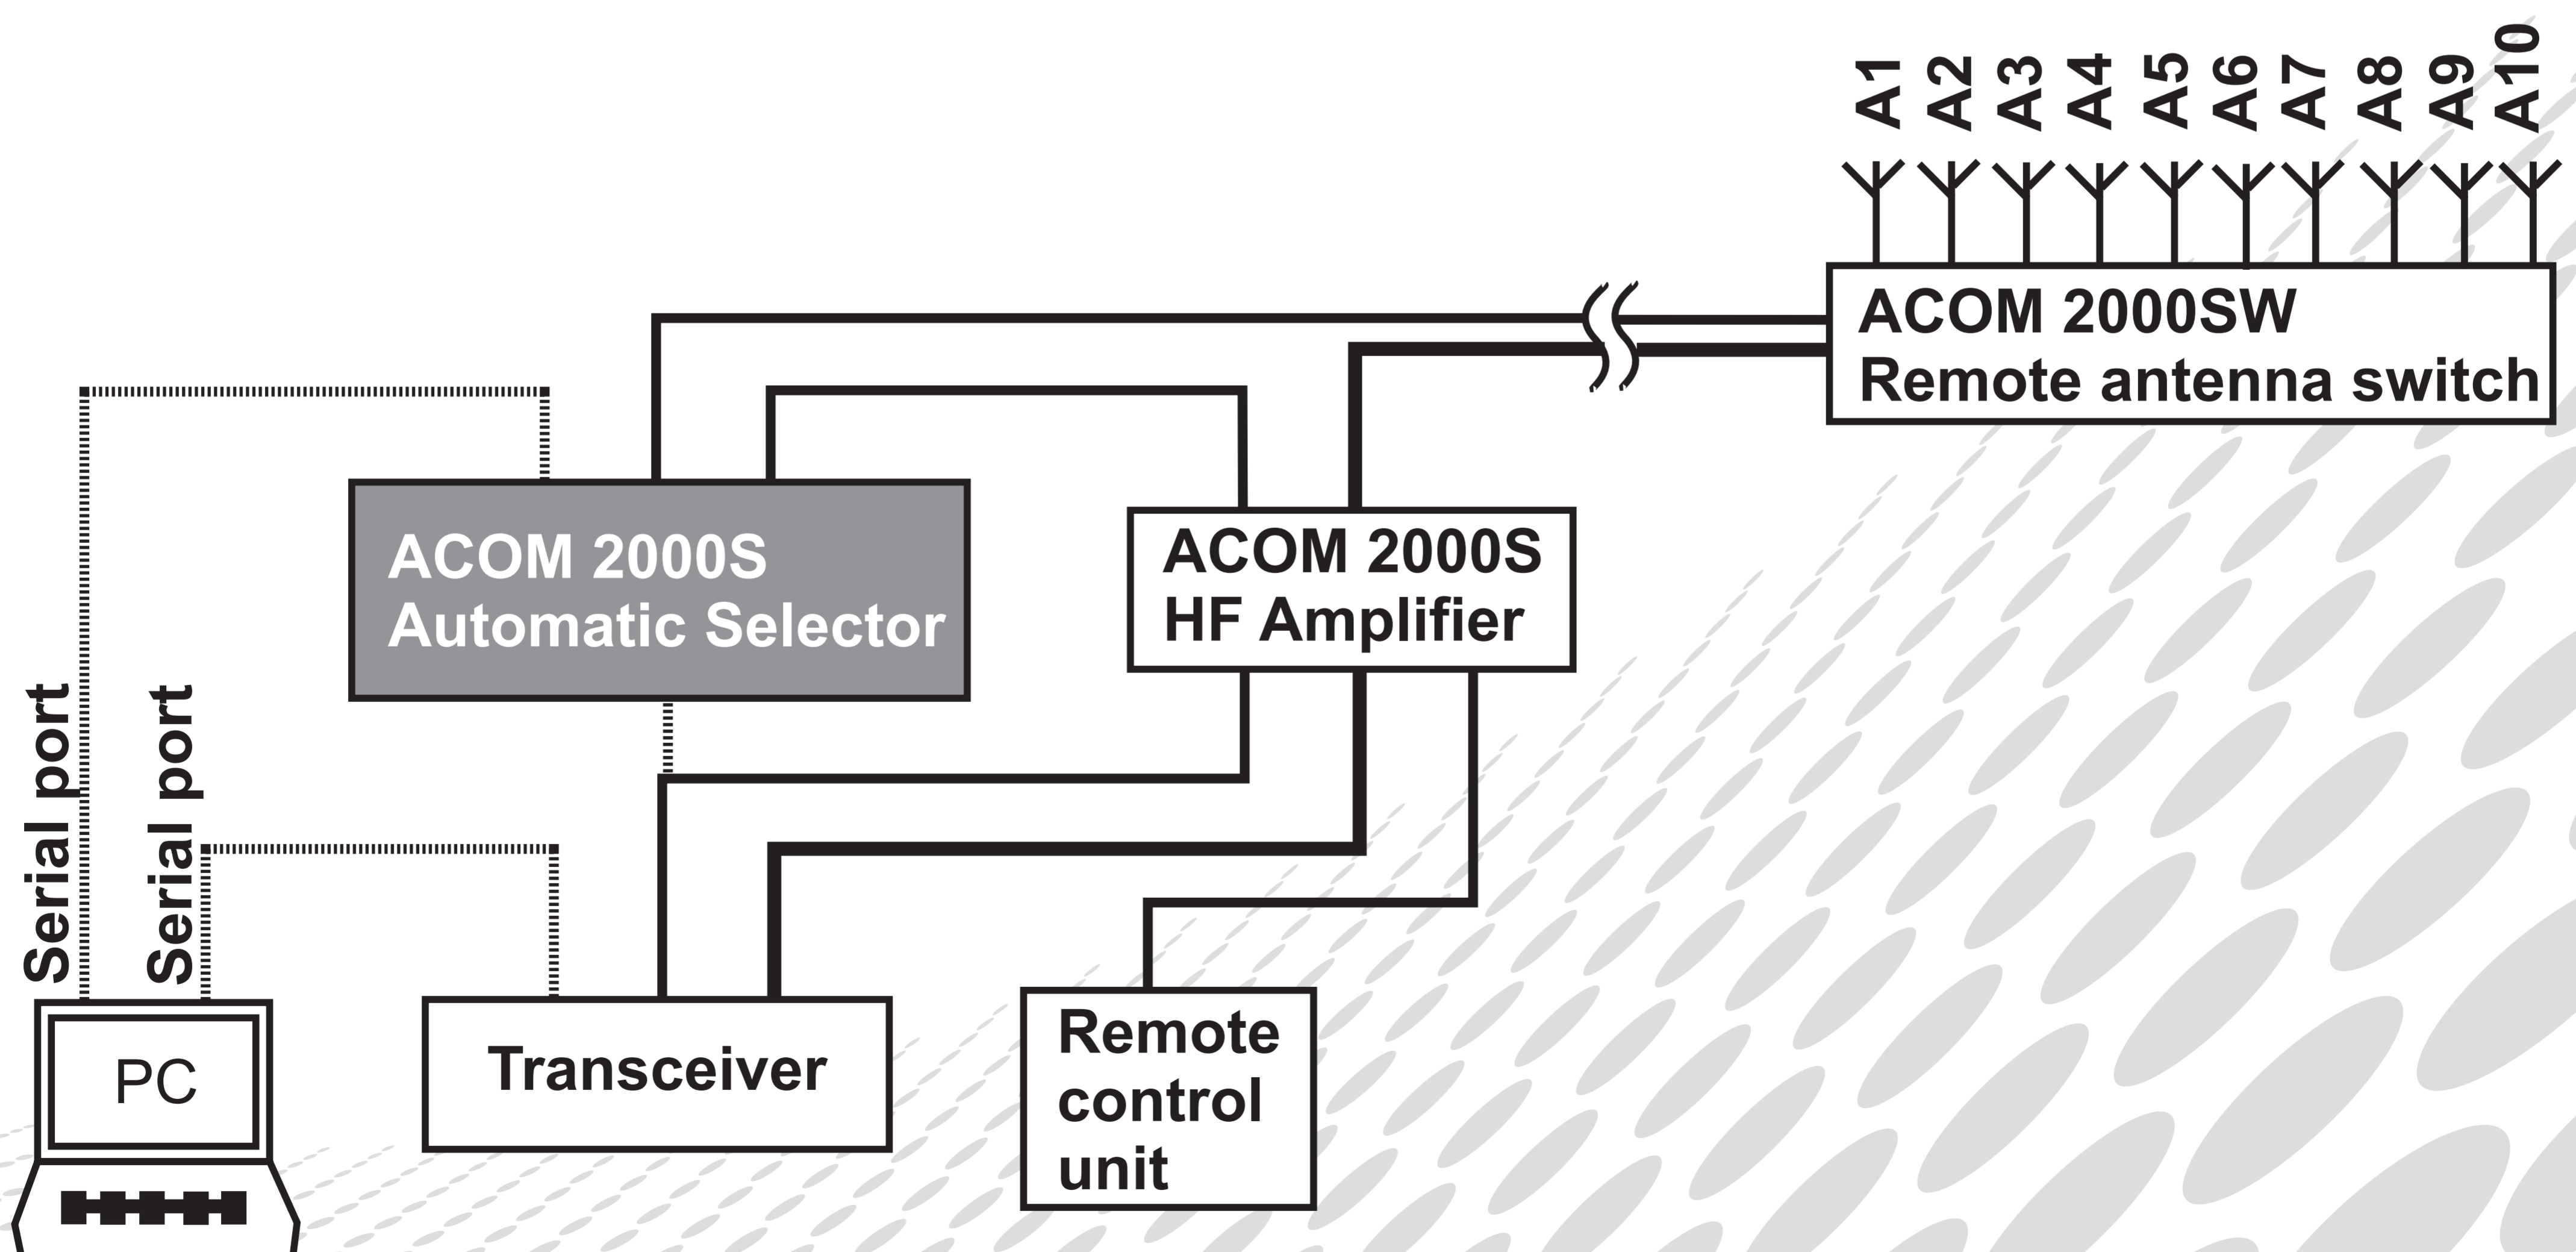 A1
A2
A3
A4
A5
A6
A7
A8
A9
A10
ACOM 2000SW
Remote antenna switch
ACOM 2000S
Automatic Selector
ACOM 2000S
HF Amplifier
Serial port
Serial port
PC
Transceiver
Remote
control
unit